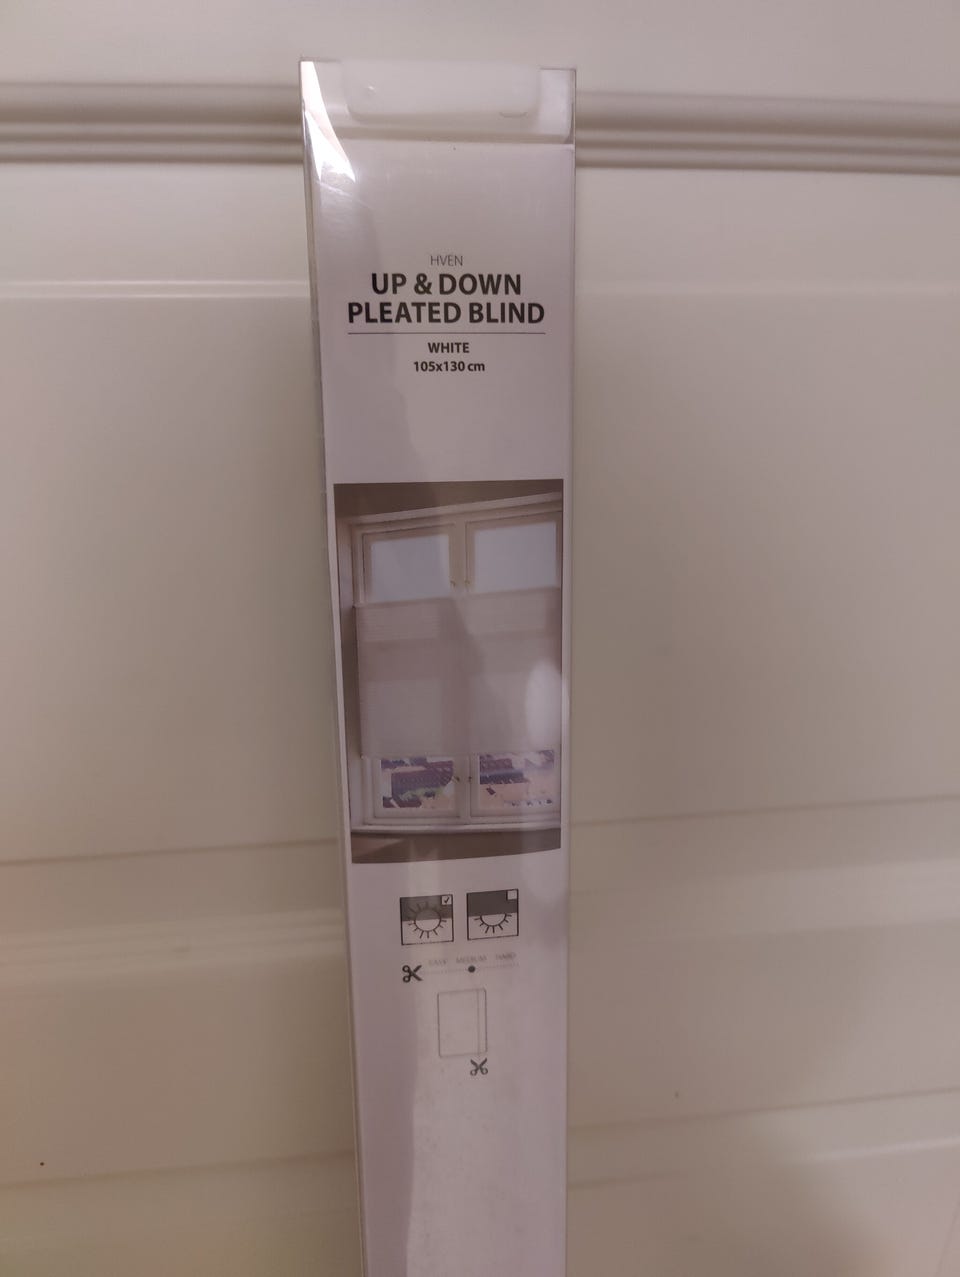 HVEN
UP & DOWN
PLEATED BLIND
WHITE
105x130 cm
EASY MEDIUM HARD